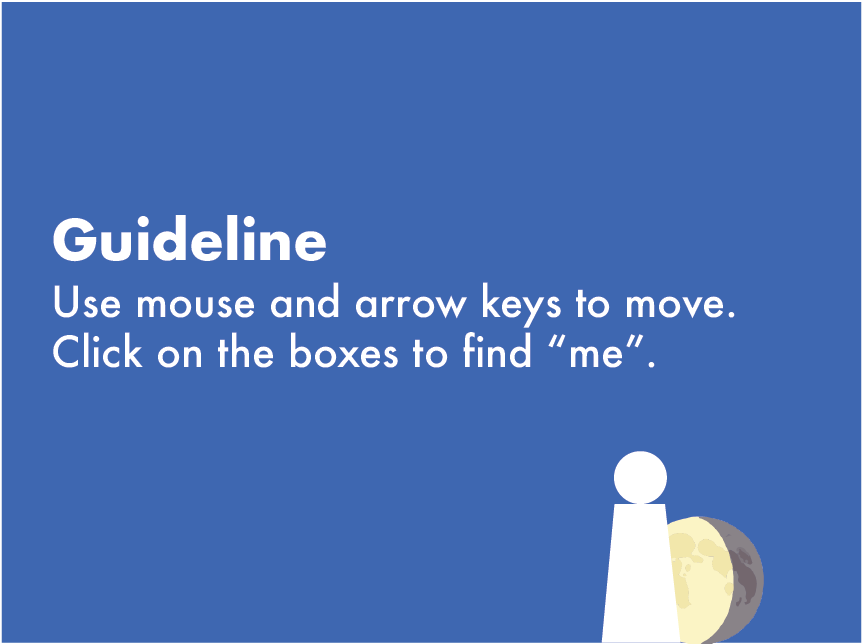 Guideline
Use mouse and arrow keys to move.
Click on the boxes to find “me”.